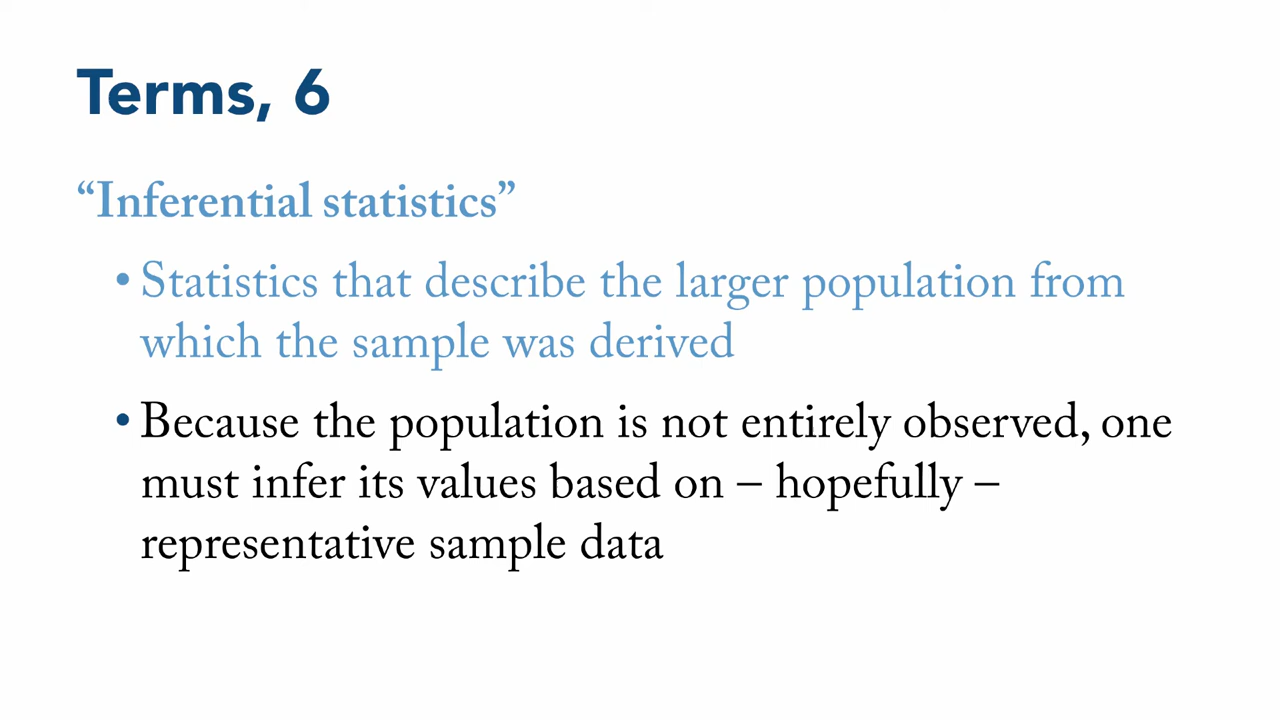 Terms, 6
“Inferential statistics”
• Statistics that describe the larger population from
which the sample was derived
• Because the population is not entirely observed, one
must infer its values based on – hopefully –
representative sample data